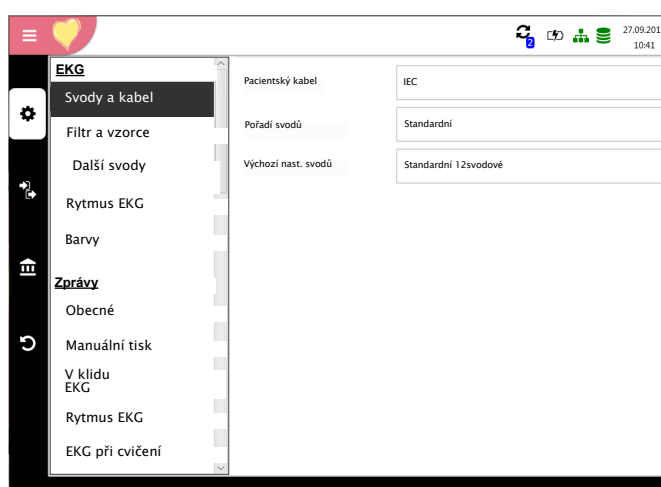 2
27.09.201
10:41
EKG
Svody a kabel
Filtr a vzorce
Další svody
Rytmus EKG
Barvy
Zprávy
Obecné
Manuální tisk
V klidu
EKG
Rytmus EKG
EKG při cvičení
Pacientský kabel
IEC
Pořadí svodů
Standardní
Výchozí nast. svodů
Standardní 12svodové